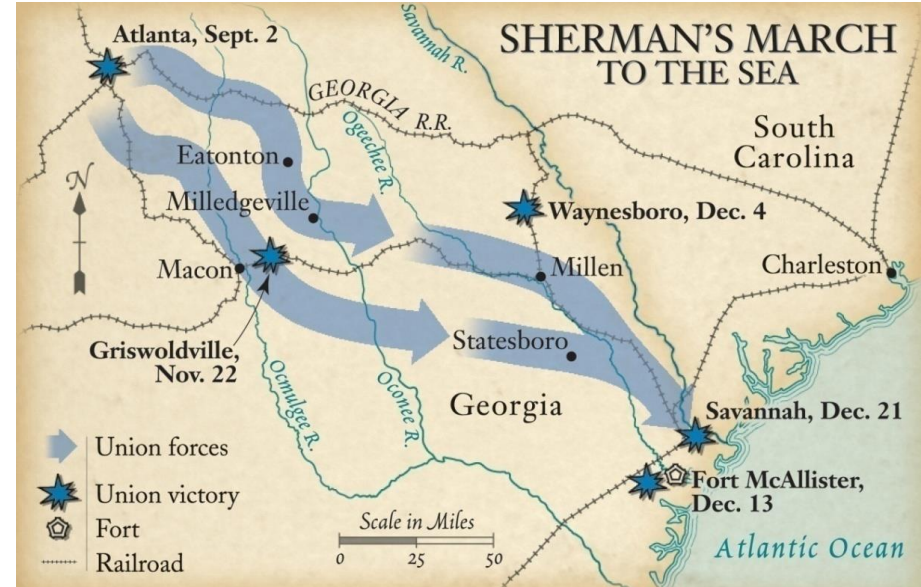 SHERMAN'S MARCH
TO THE SEA
Atlanta, Sept. 2
Savannah R.
GEORGIA R.R.
Ogeechee R.
South
Carolina
Eatonton
N
Milledgeville
Waynesboro, Dec. 4
Macon
Millen
Charleston
Griswoldville,
Nov. 22
Statesboro
Ocmulgee R.
Oconee R.
Georgia
Savannah, Dec. 21
Fort McAllister,
Dec. 13
Union forces
Union victory
Fort
Railroad
Scale in Miles
0 25 50
Atlantic Ocean